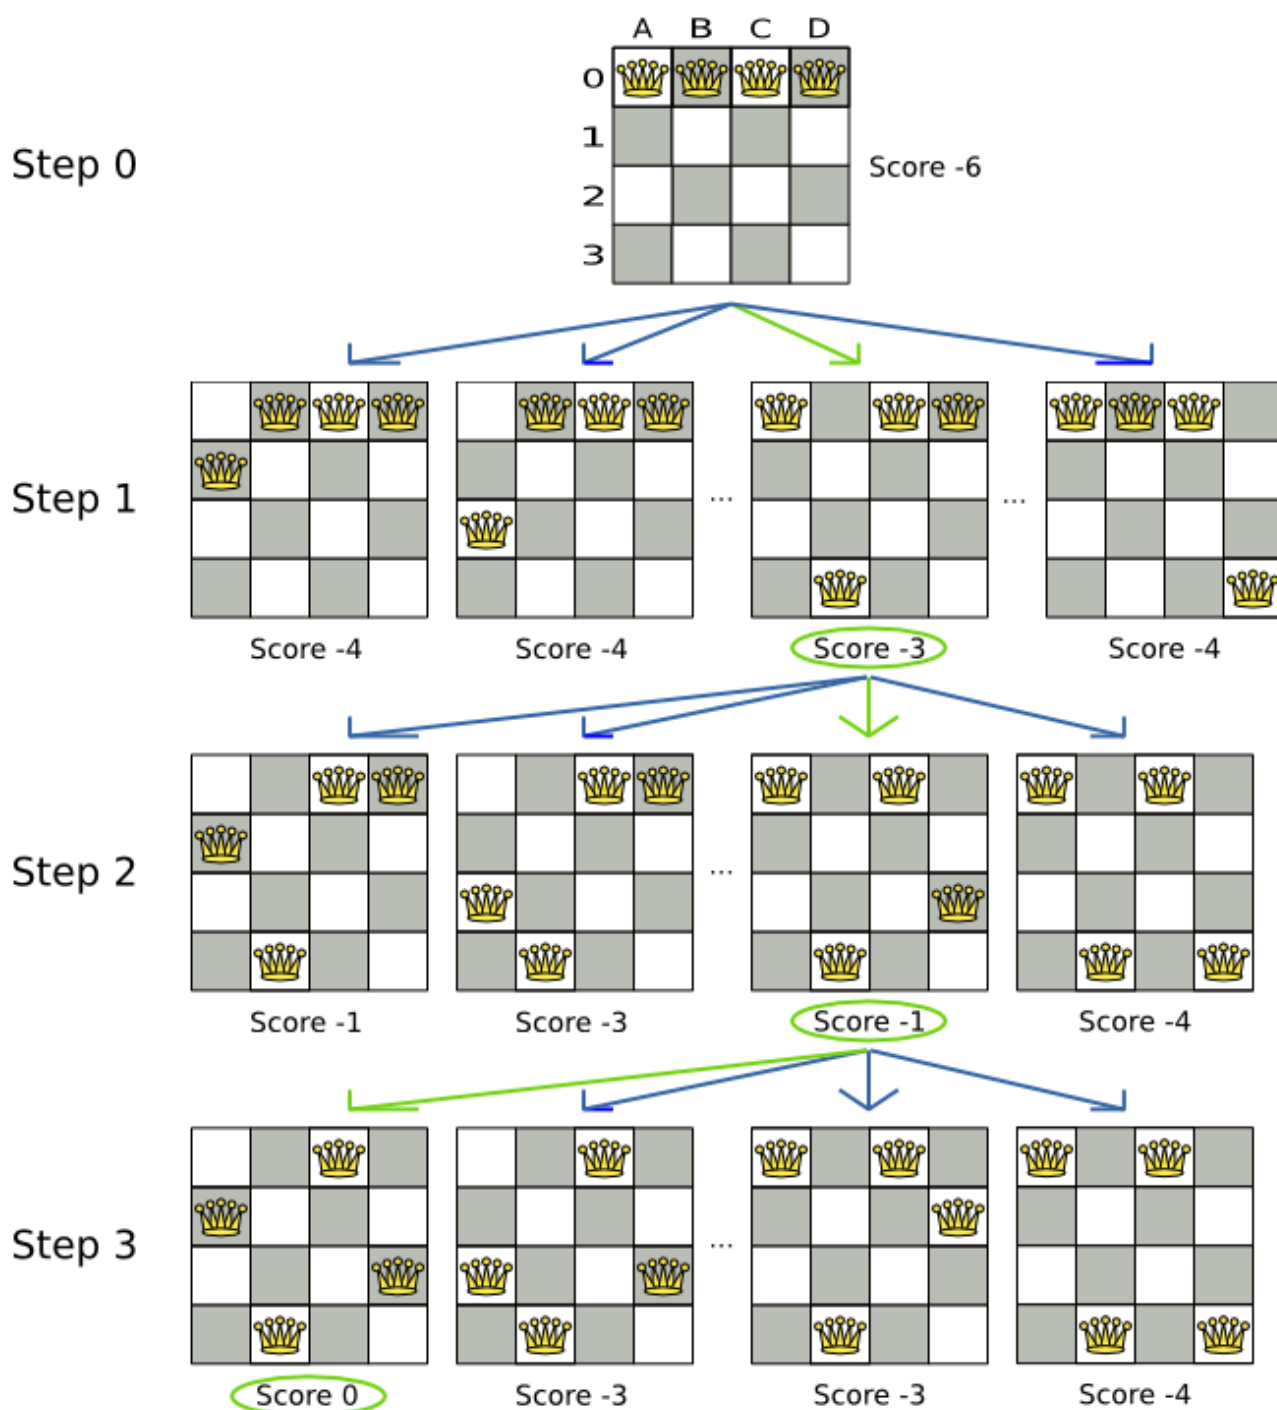 A B C D
0
1
2
3
Step 0
Score -6
Step 1
... ...
Score -4 Score -4 Score -3 Score -4
Step 2
...
Score -1 Score -3 Score -1 Score -4
Step 3
...
Score 0 Score -3 Score -3 Score -4